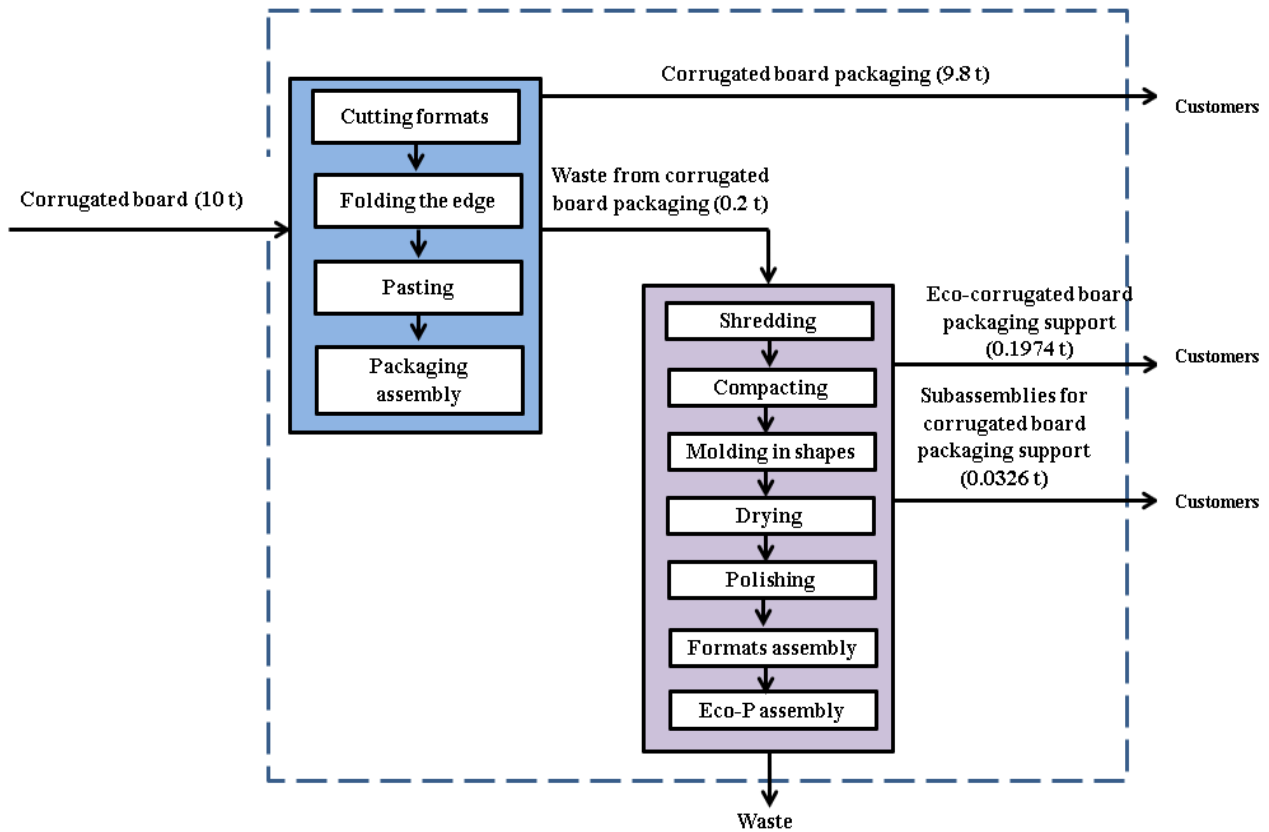 Corrugated board packaging (9.8 t)
Customers
Cutting formats
Corrugated board (10 t)
Folding the edge
Waste from corrugated
board packaging (0.2 t)
Pasting
Packaging
assembly
Shredding
Compacting
Molding in shapes
Drying
Polishing
Formats assembly
Eco-P assembly
Eco-corrugated board
packaging support
(0.1974 t)
Customers
Subassemblies for
corrugated board
packaging support
(0.0326 t)
Customers
Waste